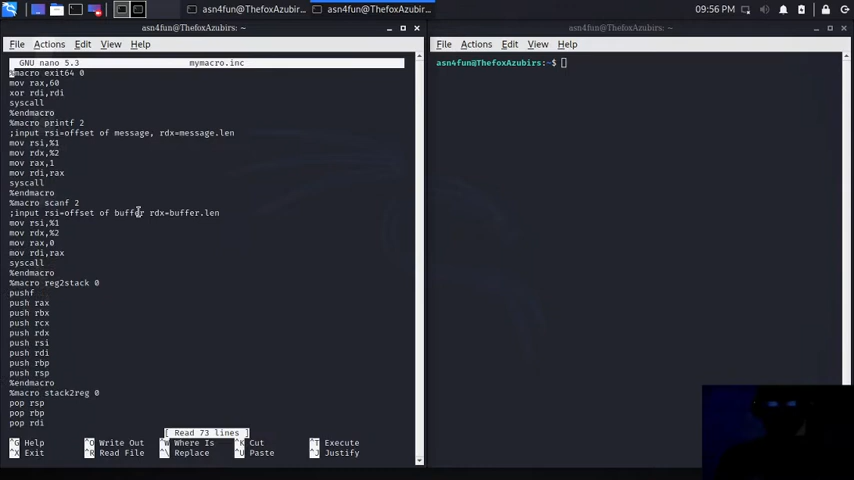 asn4fun@ThefoxAzubirs:...
asn4fun@ThefoxAzubir...
09:56 PM
asn4fun@ThefoxAzubirs: ~
asn4fun@ThefoxAzubirs: ~
File Actions Edit View Help
File Actions Edit View Help
GNU nano 5.3 mymacro.inc
%macro exit64 0
mov rax,60
xor rdi,rdi
syscall
%endmacro
%macro printf 2
;input rsi=offset of message, rdx=message.len
mov rsi,%1
mov rdx,%2
mov rax,1
mov rdi,rax
syscall
%endmacro
%macro scanf 2
;input rsi=offset of buffer rdx=buffer.len
mov rsi,%1
mov rdx,%2
mov rax,0
mov rdi,rax
syscall
%endmacro
%macro reg2stack 0
pushf
push rax
push rbx
push rcx
push rdx
push rsi
push rdi
push rbp
push rsp
%endmacro
%macro stack2reg 0
pop rsp
pop rbp
pop rdi
[ Read 73 lines ]
^G Help ^O Write Out ^W Where Is ^K Cut ^T Execute
^X Exit ^R Read File ^\ Replace ^U Paste ^J Justify
asn4fun@ThefoxAzubirs:~$